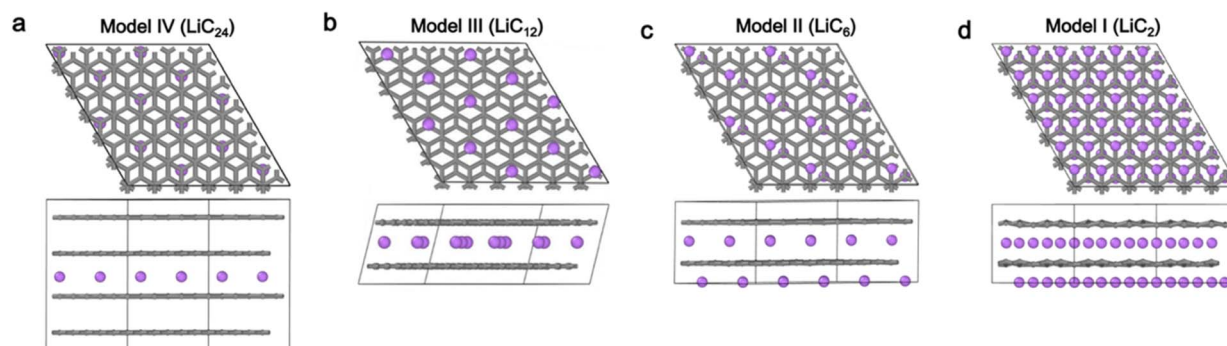 a
Model IV (LiC₂₄)
b
Model III (LiC₁₂)
c
Model II (LiC₆)
d
Model I (LiC₂)